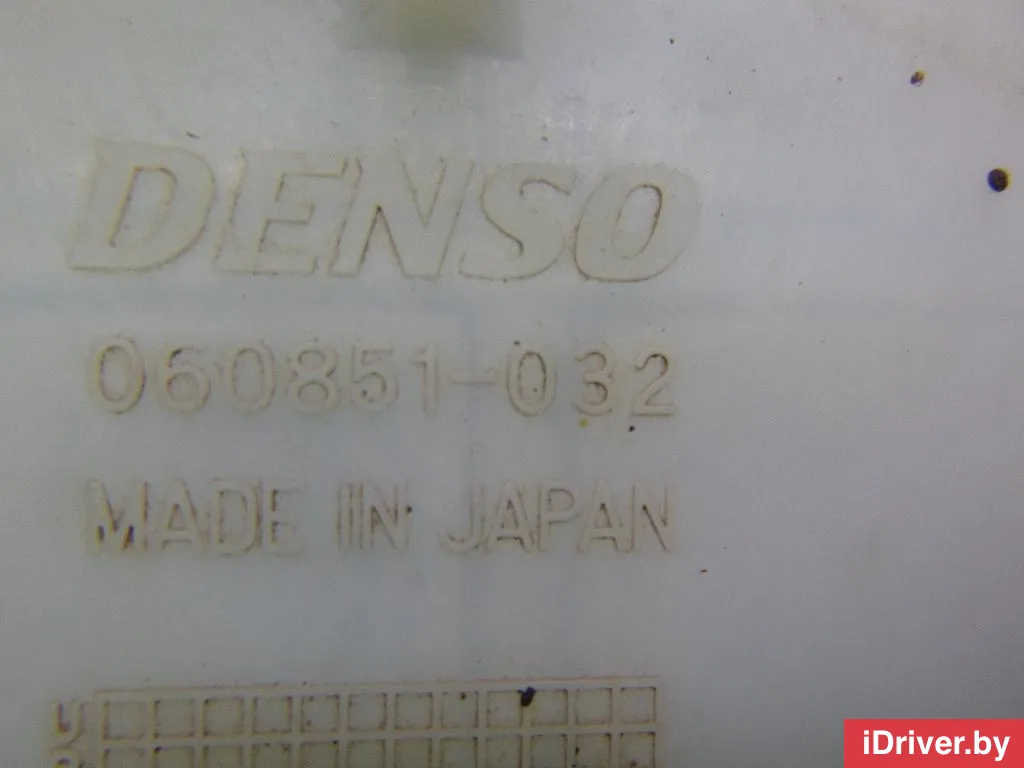 DENSO
060851-032
MADE IN JAPAN
iDriver.by